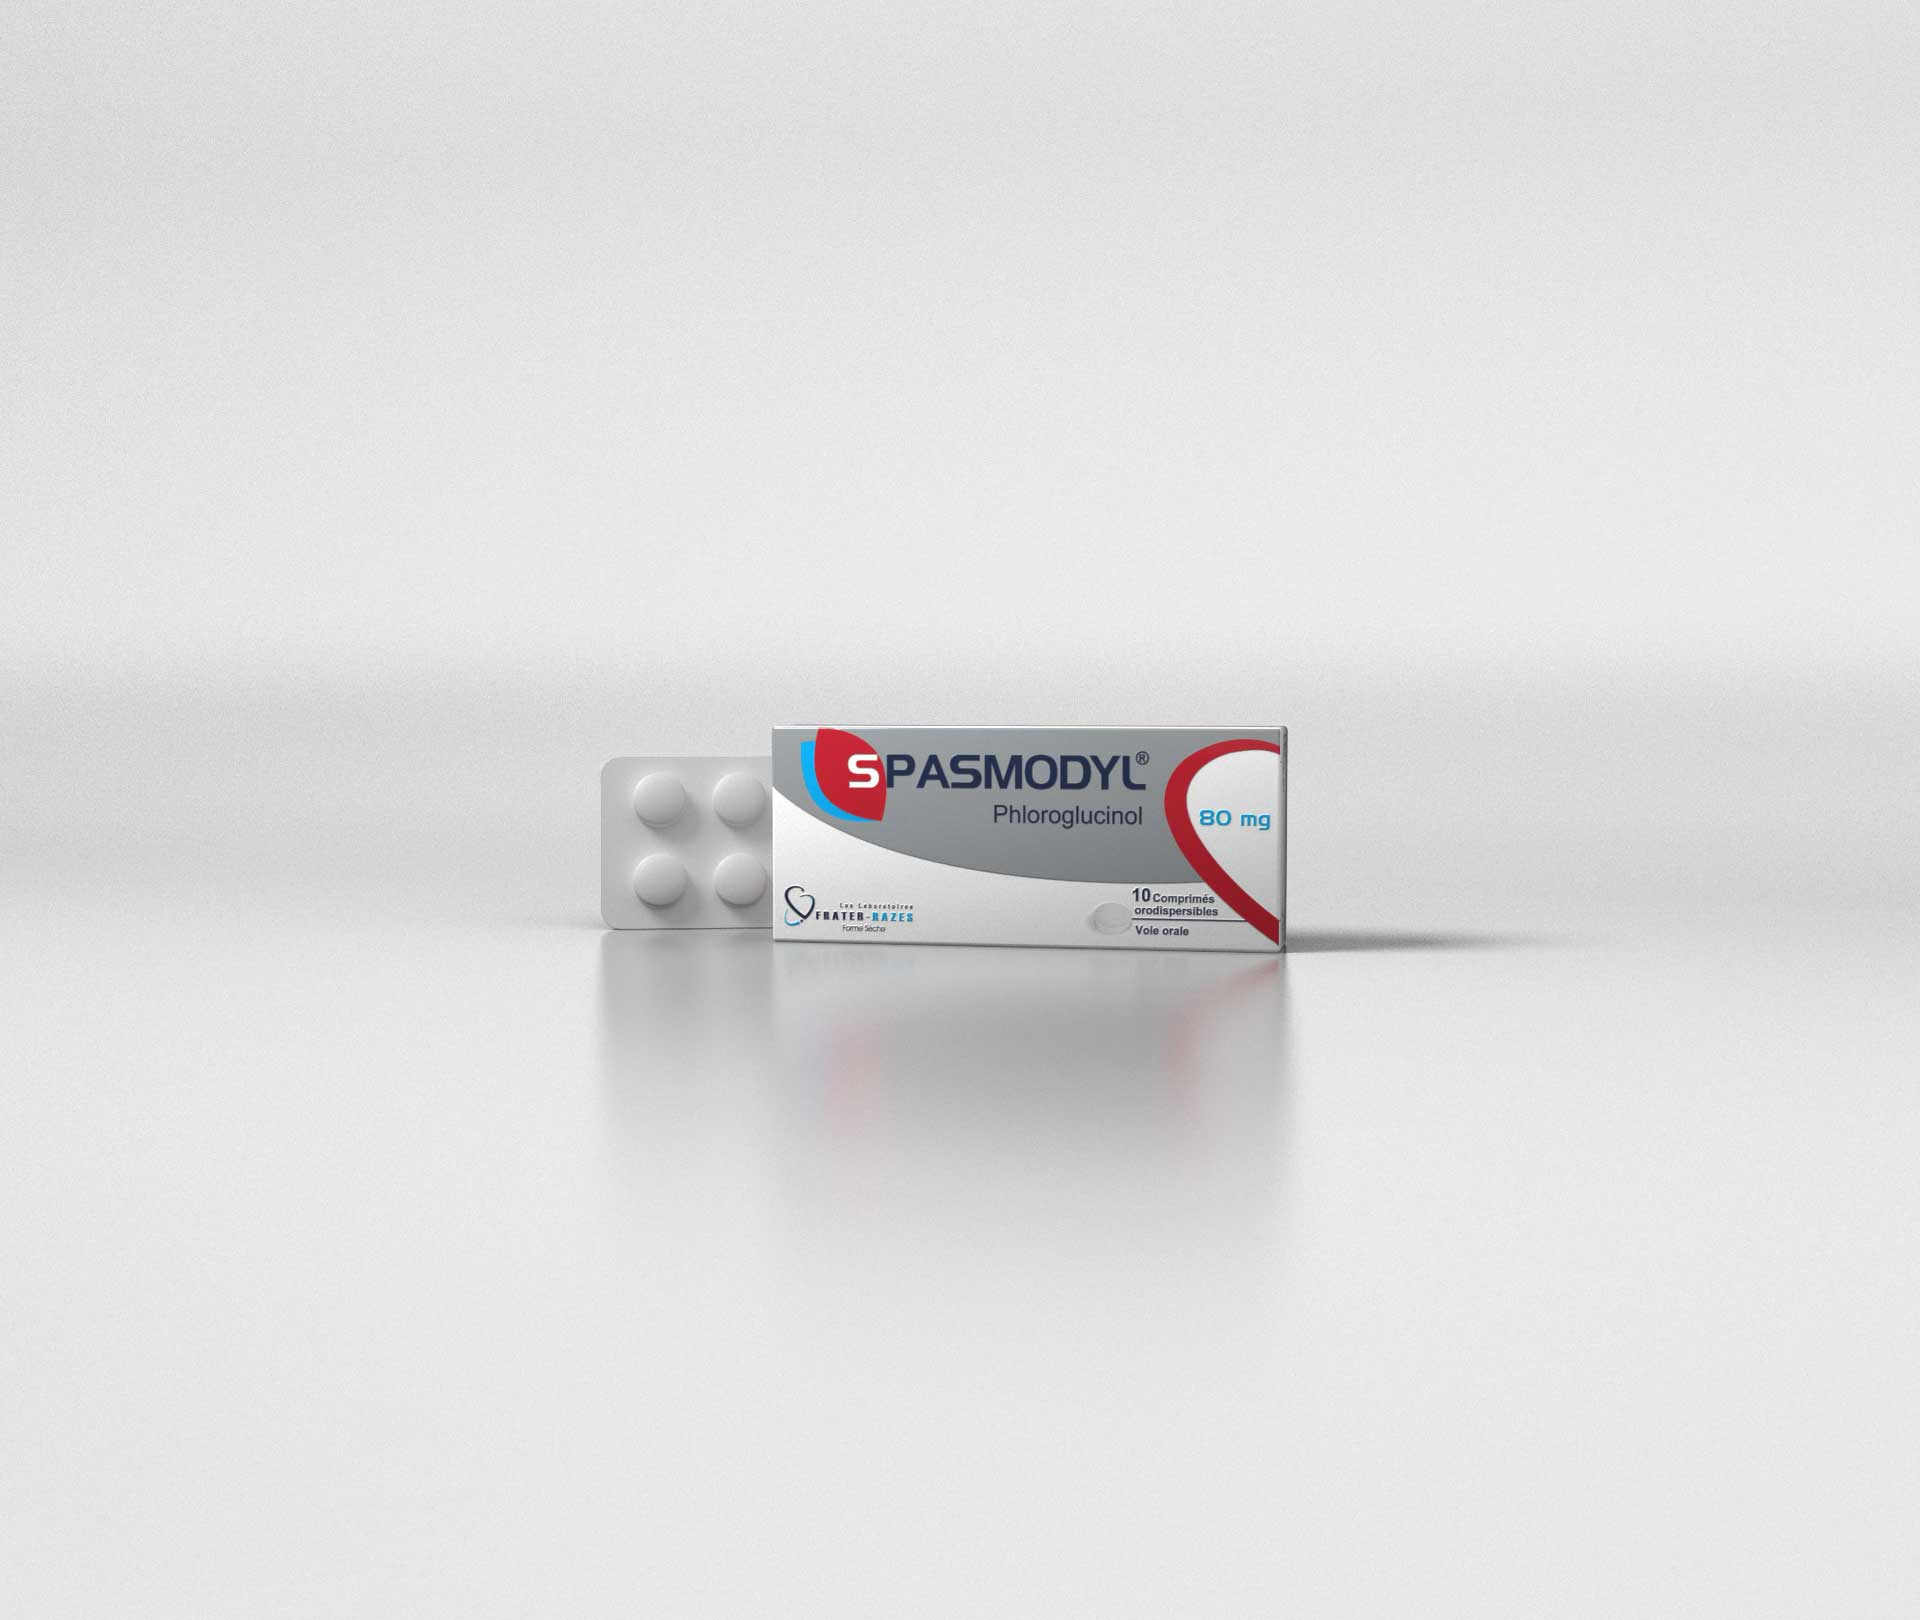 SPASMODYL®
Phloroglucinol
80 mg
Les Laboratoires
FRATER-RAZES
Forme Sèche
10 Comprimés
orodispersibles
Voie orale